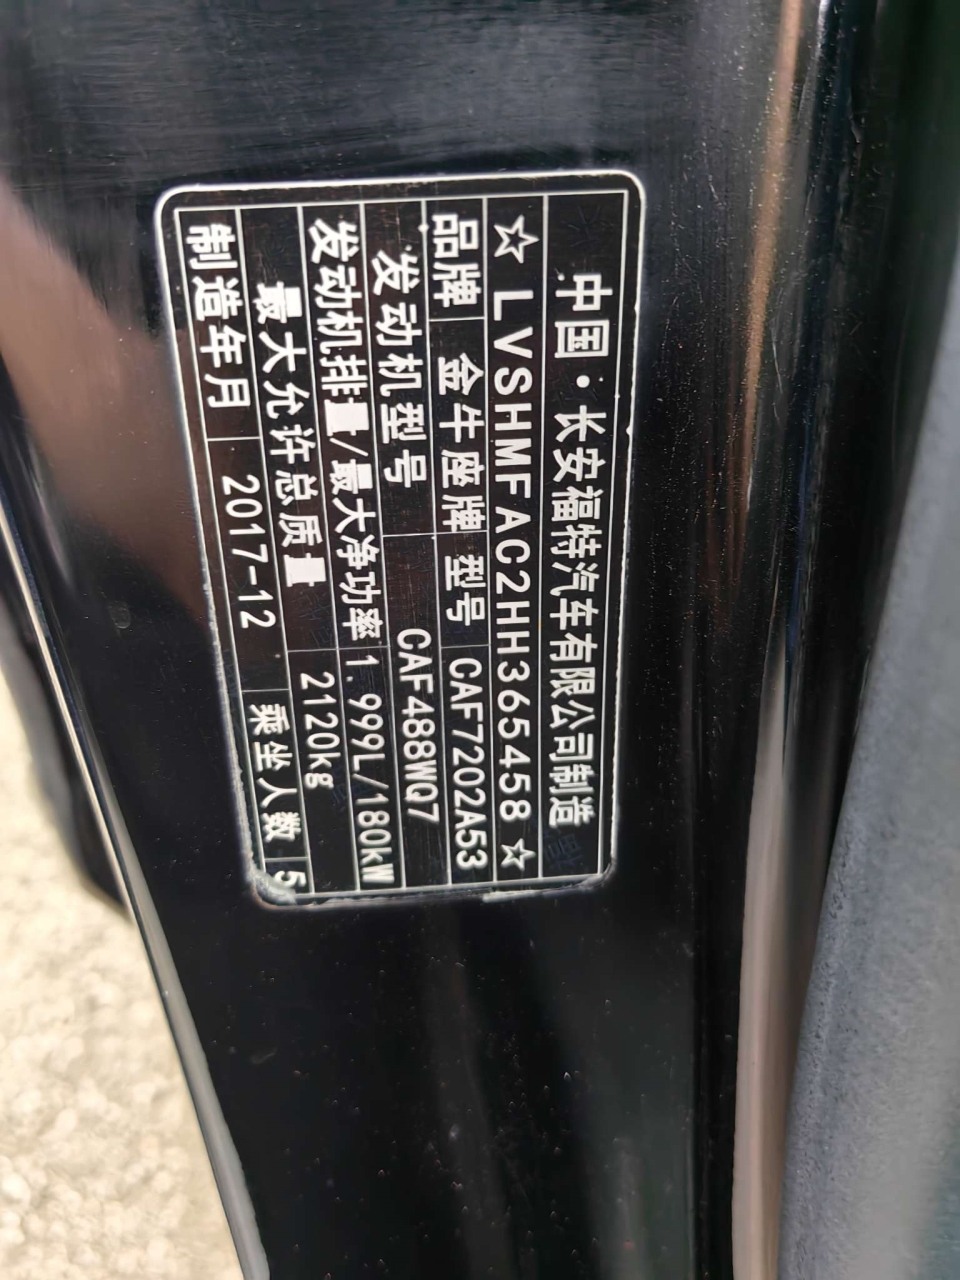 中国·长安福特汽车有限公司制造
☆ LVSHMFAC2HH365458 ☆
品牌 金牛座牌 型号 CAF7202A53
发动机型号 CAF488WQ7
发动机排量/最大净功率 1.999L/180kW
最大允许总质量 2120kg
制造年月 2017-12 乘坐人数 5